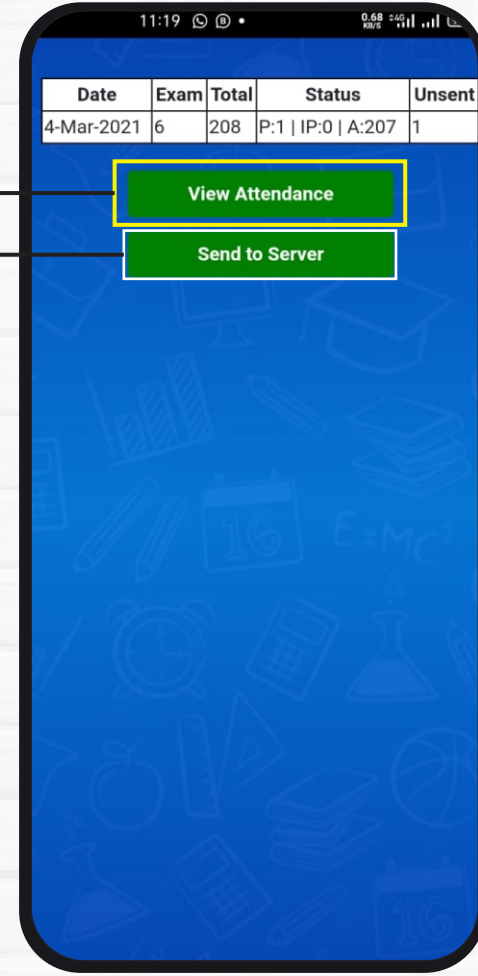 11:19
0.68
KB/S
4G
Date Exam Total Status Unsent
4-Mar-2021 6 208 P:1 | IP:0 | A:207 1
View Attendance
Send to Server
16
E=MC²
16